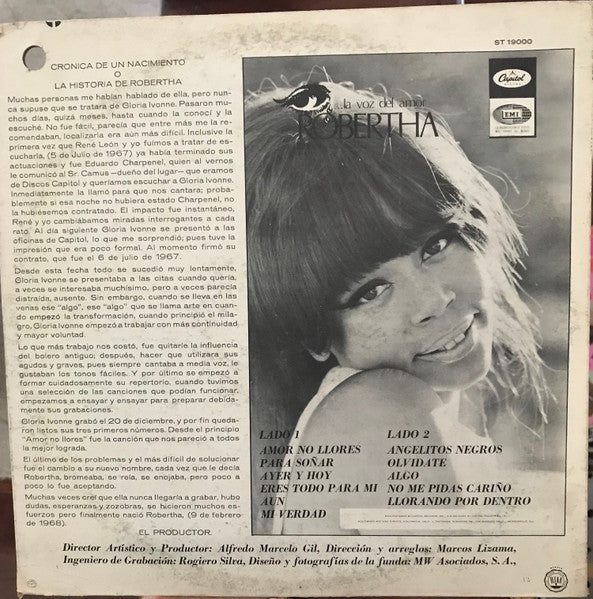 ST 19000
CRONICA DE UN NACIMIENTO
O
LA HISTORIA DE ROBERTHA
Muchas personas me habían hablado de ella, pero nun-
ca supuse que se tratara de Gloria Ivonne. Pasaron mu-
chos días, quizá meses, hasta cuando la conocí y la
escuché. No fue fácil, parecía que entre más me la re-
comendaban, localizarla era aún más difícil. Inclusive la
primera vez que René León y yo fuimos a tratar de es-
cucharla, (5 de Julio de 1967) ya había terminado sus
actuaciones y fue Eduardo Charpenel, quien al vernos
le comunicó al Sr. Camus —dueño del lugar— que eramos
de Discos Capitol y queríamos escuchar a Gloria Ivonne.
Inmediatamente la llamó para que nos cantara; proba-
blemente si esa noche no hubiera estado Charpenel, no
la hubiésemos contratado. El impacto fue instantáneo,
René y yo cambiábamos miradas interrogantes a cada
rato. Al día siguiente Gloria Ivonne se presentó a las
oficinas de Capitol, lo que me sorprendió; pues tuve la
impresión que era poco formal. Al momento firmó su
contrato, que fue el 6 de julio de 1967.
Desde esta fecha todo se sucedió muy lentamente,
Gloria Ivonne se presentaba a las citas cuando quería,
a veces se interesaba muchísimo, pero a veces parecía
distraída, ausente. Sin embargo, cuando se lleva en las
venas ese "algo", ese "algo" que se llama arte en cuan-
do empezó la transformación, cuando principió el mila-
gro, Gloria Ivonne empezó a trabajar con más continuidad
y mayor voluntad.
Lo que más trabajo nos costó, fue quitarle la influencia
del bolero antiguo; después, hacer que utilizara sus
agudos y graves, pues siempre cantaba a media voz, le
gustaban los tonos fáciles. Y por último se empezó a
formar cuidadosamente su repertorio, cuando tuvimos
una selección de las canciones que podían funcionar,
empezamos a ensayar y ensayar para preparar debida-
mente sus grabaciones.
Gloria Ivonne grabó el 20 de diciembre, y por fin queda-
ron listos sus tres primeros números. Desde el principio
"Amor no llores" fue la canción que nos pareció a todos
la mejor lograda.
El último de los problemas y el más difícil de solucionar
fue el cambio a su nuevo nombre, cada vez que le decía
Robertha, bromeaba, se reía, se enojaba, pero poco a
poco lo fue aceptando.
Muchas veces creí que ella nunca llegaría a grabar, hubo
dudas, esperanzas y zozobras, se hicieron muchos es-
fuerzos pero finalmente nació Robertha, (9 de febrero
de 1968).
EL PRODUCTOR.
...la voz del amor
ROBERTHA
Capitol
EMI
LADO 1
AMOR NO LLORES
PARA SOÑAR
AYER Y HOY
ERES TODO PARA MI
AUN
MI VERDAD
LADO 2
ANGELITOS NEGROS
OLVIDATE
ALGO
NO ME PIDAS CARIÑO
LLORANDO POR DENTRO
Director Artístico y Productor: Alfredo Marcelo Gil, Dirección y arreglos: Marcos Lizama,
Ingeniero de Grabación: Rogiero Silva, Diseño y fotografías de la funda: MW Asociados, S. A.,